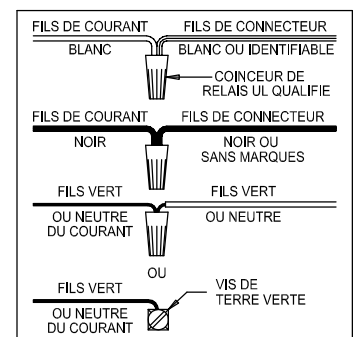 FILS DE COURANT FILS DE CONNECTEUR
BLANC BLANC OU IDENTIFIABLE
COINCEUR DE
RELAIS UL QUALIFIE
FILS DE COURANT FILS DE CONNECTEUR
NOIR NOIR OU
SANS MARQUES
FILS VERT FILS VERT
OU NEUTRE OU NEUTRE
DU COURANT
OU
FILS VERT VIS DE
TERRE VERTE
OU NEUTRE
DU COURANT